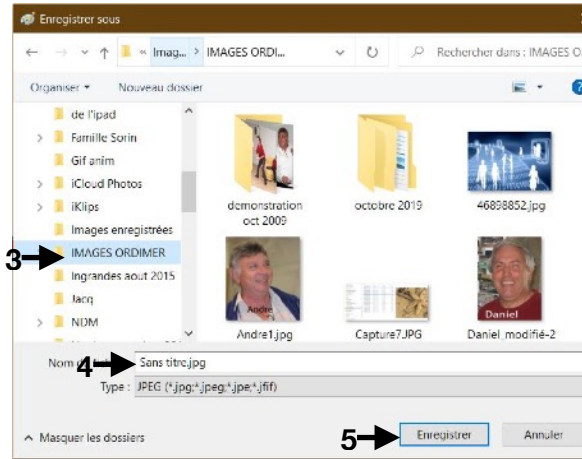 Enregistrer sous
« Imag... > IMAGES ORDI...
Rechercher dans : IMAGES O
Organiser
Nouveau dossier
de l'ipad
Famille Sorin
Gif anim
iCloud Photos
iKlips
Images enregistrées
3 IMAGES ORDIMER
Ingrandes aout 2015
Jacq
NDM
demonstration
oct 2009
octobre 2019
46898852.jpg
Andre
Andre1.jpg
Capture7.JPG
Daniel
Daniel_modifié-2
Nom d
4 Sans titre.jpg
Type : JPEG (*.jpg;*.jpeg;*.jpe;*.jfif)
Masquer les dossiers
5 Enregistrer
Annuler